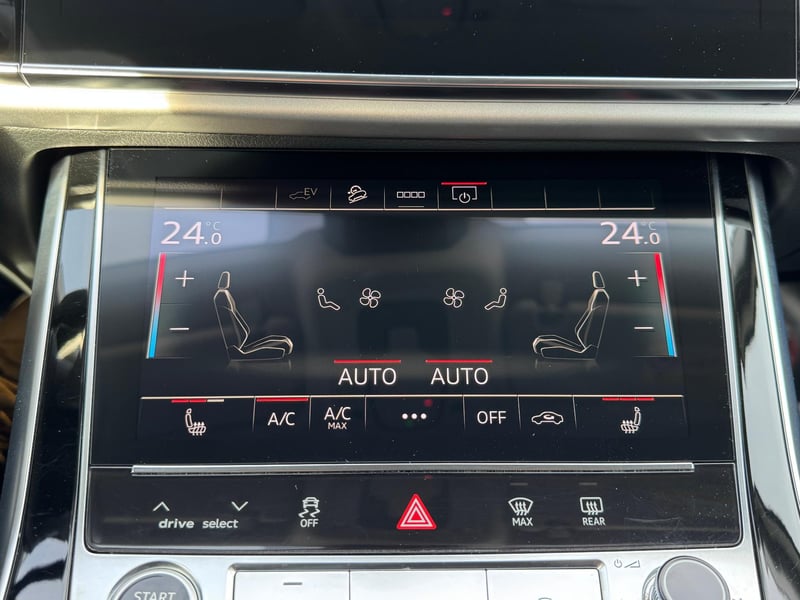 EV
24.0 °C 24.0 °C
+ +
− −
AUTO AUTO
A/C A/C MAX ••• OFF
drive select OFF MAX REAR
START